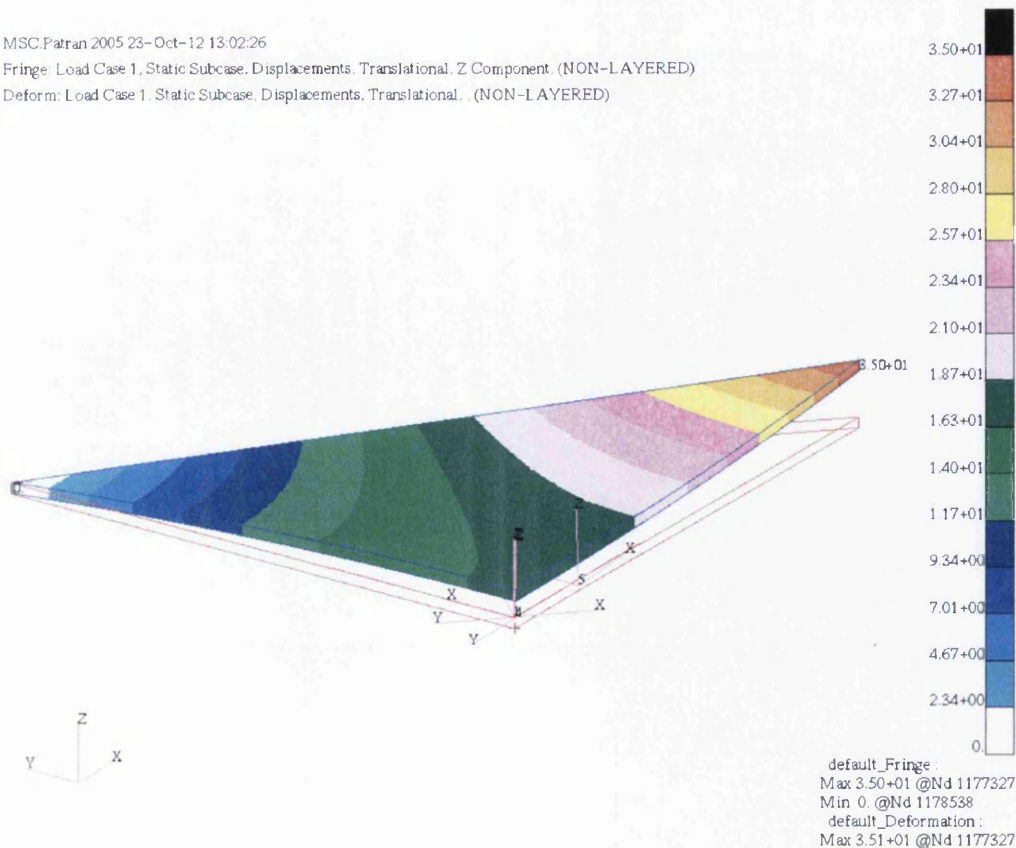 MSC.Patran 2005 23-Oct-12 13:02:26
Fringe: Load Case 1, Static Subcase, Displacements, Translational, Z Component, (NON-LAYERED)
Deform: Load Case 1, Static Subcase, Displacements, Translational, , (NON-LAYERED)
3.50+01
3.27+01
3.04+01
2.80+01
2.57+01
2.34+01
2.10+01
1.87+01
1.63+01
1.40+01
1.17+01
9.34+00
7.01+00
4.67+00
2.34+00
0.
3.50+01
Z
Z
X
5
X
Y
4
X
Y
Z
Y
X
default_Fringe :
Max 3.50+01 @Nd 1177327
Min 0. @Nd 1178538
default_Deformation :
Max 3.51+01 @Nd 1177327